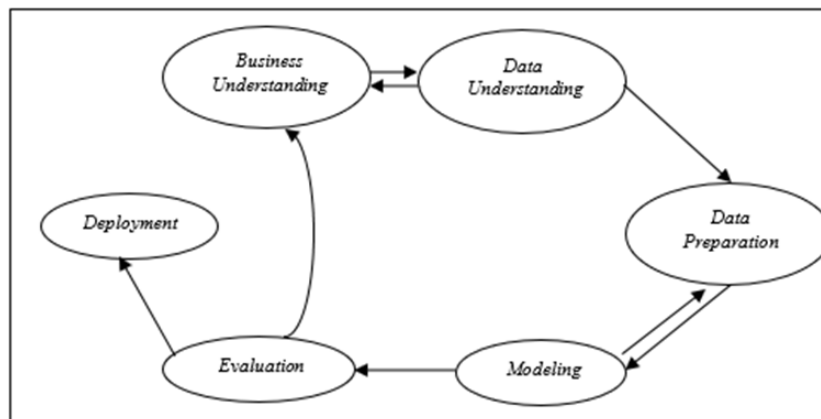 Business
Understanding
Data
Understanding
Deployment
Data
Preparation
Evaluation
Modeling